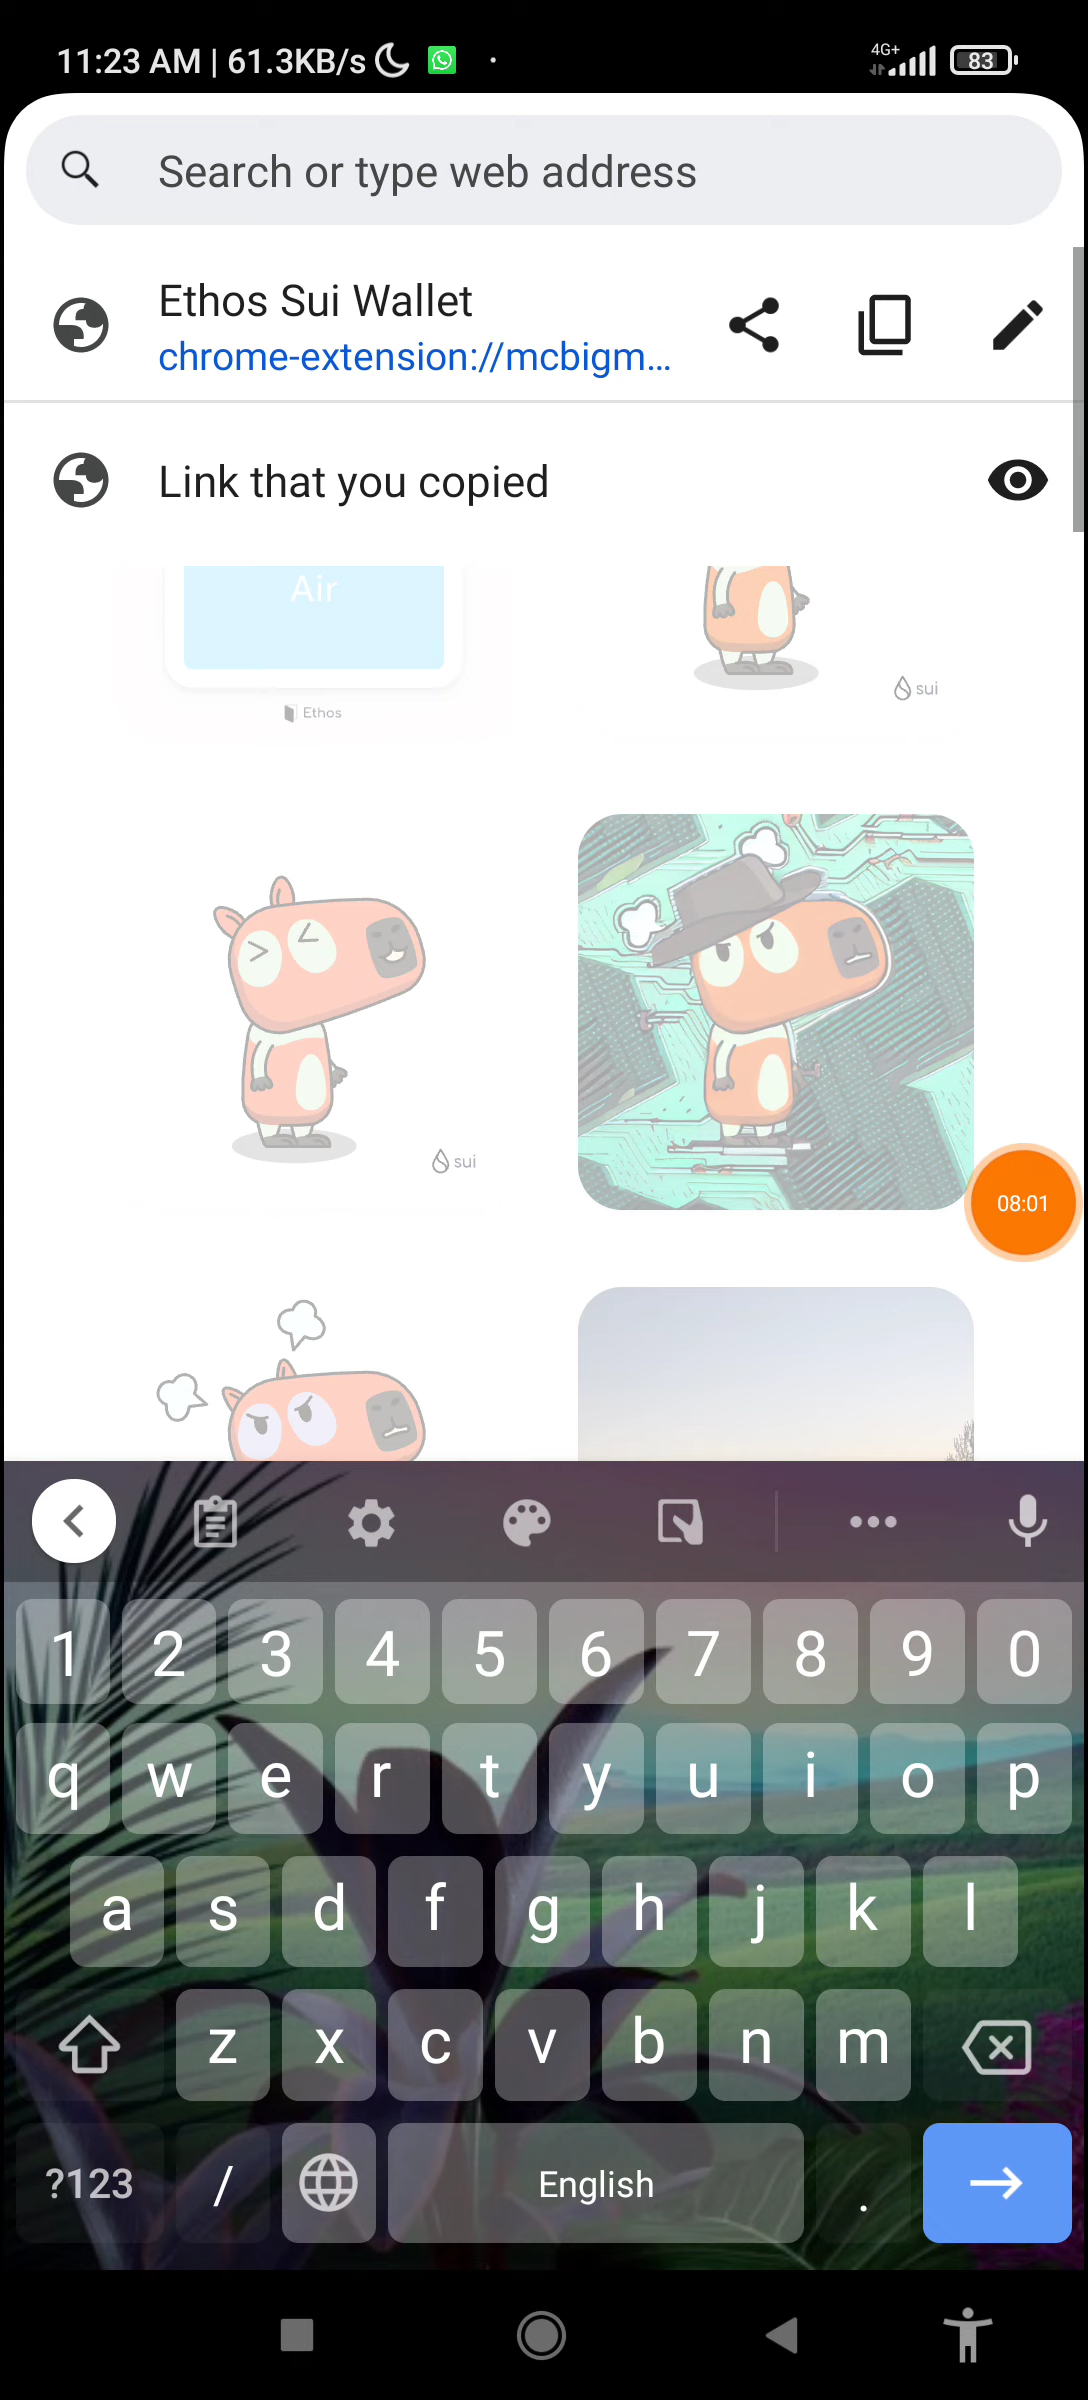 11:23 AM | 61.3KB/s
4G+
83
Search or type web address
Ethos Sui Wallet
chrome-extension://mcbigm...
Link that you copied
Air
Ethos
sui
sui
08:01
1 2 3 4 5 6 7 8 9 0
q w e r t y u i o p
a s d f g h j k l
z x c v b n m
?123 / English .